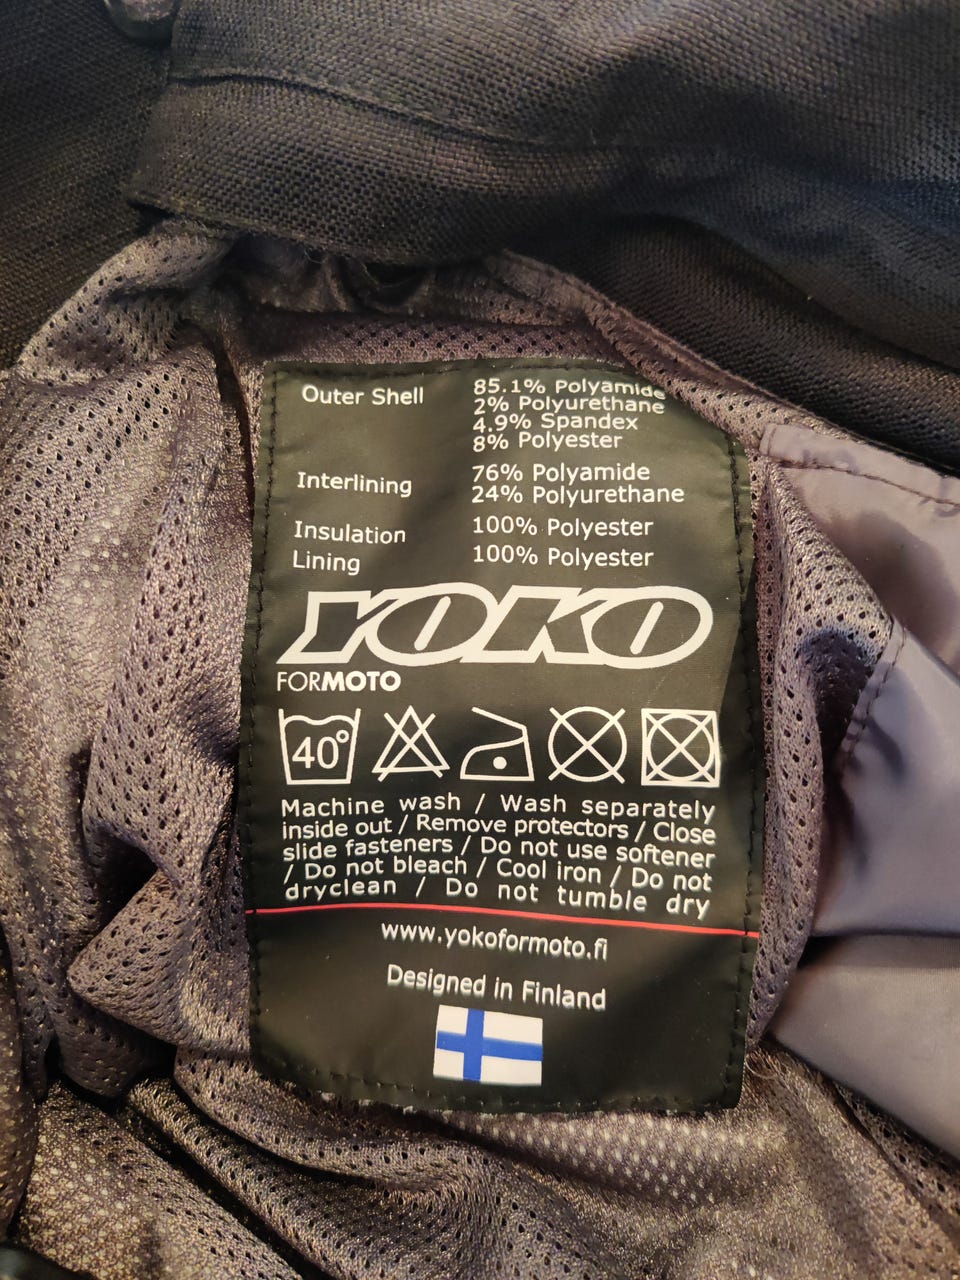 Outer Shell 85.1% Polyamide
2% Polyurethane
4.9% Spandex
8% Polyester
Interlining 76% Polyamide
24% Polyurethane
Insulation 100% Polyester
Lining 100% Polyester
YOKO
FORMOTO
40°
Machine wash / Wash separately
inside out / Remove protectors / Close
slide fasteners / Do not use softener
/ Do not bleach / Cool iron / Do not
dryclean / Do not tumble dry
www.yokoformoto.fi
Designed in Finland